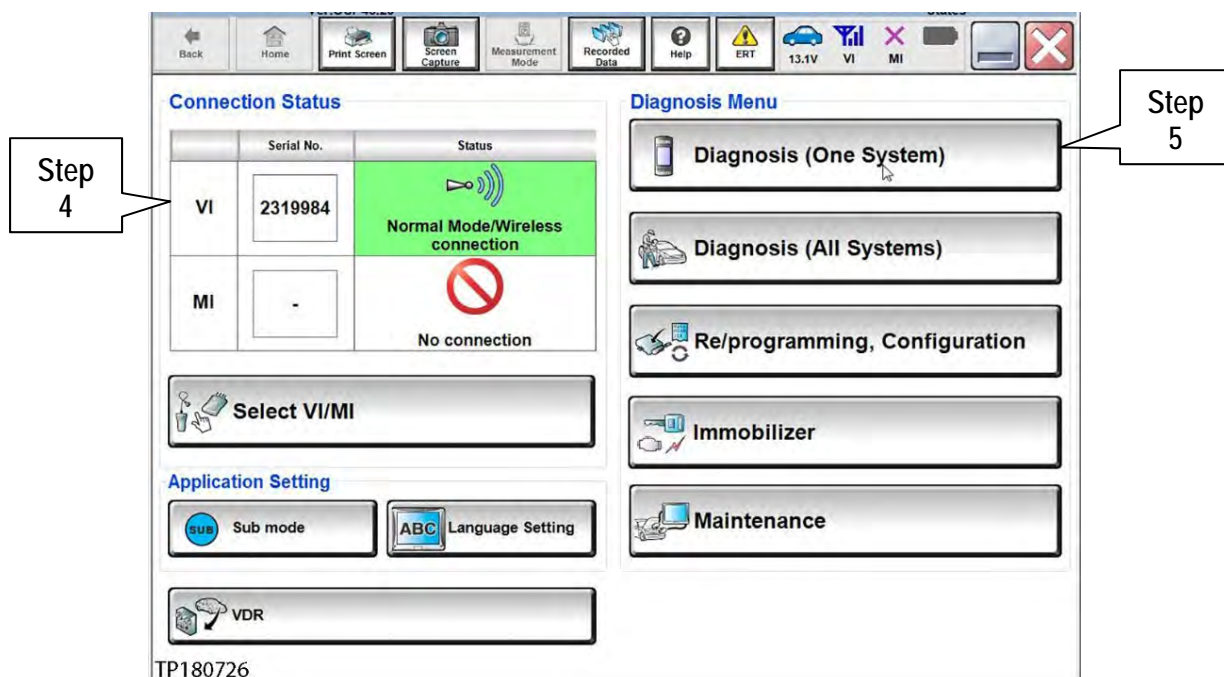 Back
Home
Print Screen
Screen
Capture
Measurement
Mode
Recorded
Data
Help
ERT
13.1V
VI
MI
Connection Status
Serial No.
Status
VI
2319984
Normal Mode/Wireless
connection
MI
-
No connection
Select VI/MI
Application Setting
SUB
Sub mode
ABC
Language Setting
VDR
Diagnosis Menu
Diagnosis (One System)
Diagnosis (All Systems)
Re/programming, Configuration
Immobilizer
Maintenance
Step
4
Step
5
TP180726